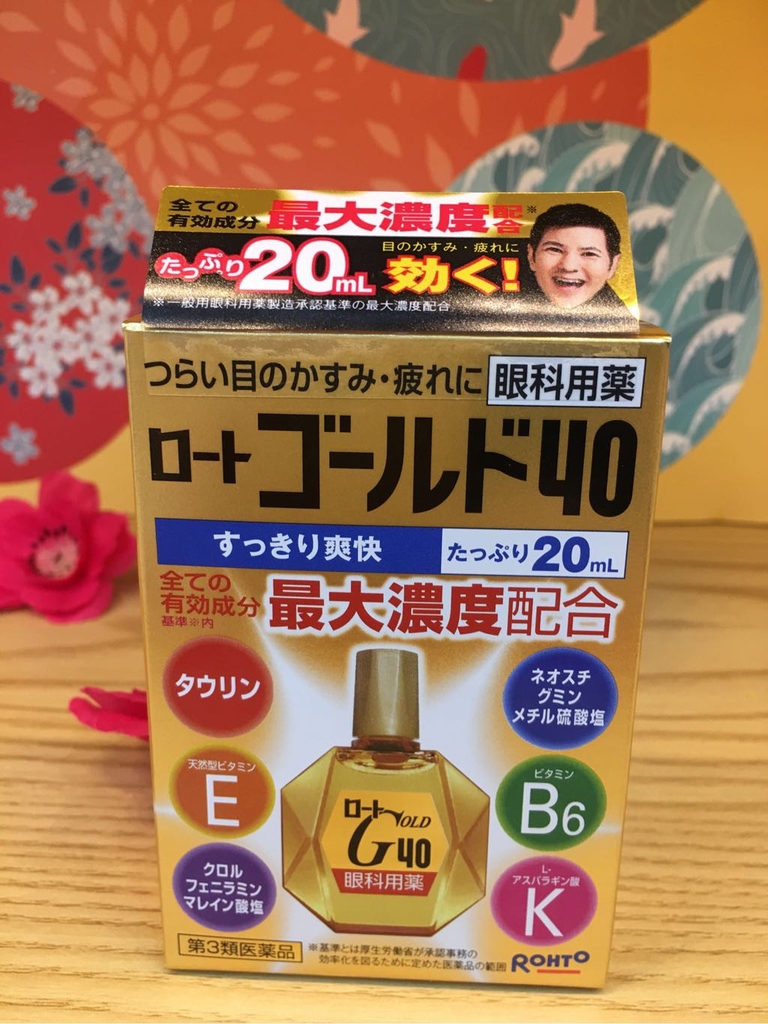 全ての
有効成分 最大濃度配合※
たっぷり20mL
目のかすみ・疲れに
効く!
※一般用眼科用薬製造承認基準の最大濃度配合
つらい目のかすみ・疲れに 眼科用薬
ロートゴールド40
すっきり爽快 たっぷり20mL
全ての
有効成分
基準※内
最大濃度配合
タウリン
天然型ビタミン
E
クロル
フェニラミン
マレイン酸塩
ロートGOLD
40
眼科用薬
ネオスチ
グミン
メチル硫酸塩
ビタミン
B6
L-
アスパラギン酸
K
第3類医薬品
※基準とは厚生労働省が承認事務の
効率化を図るために定めた医薬品の範囲
ROHTO